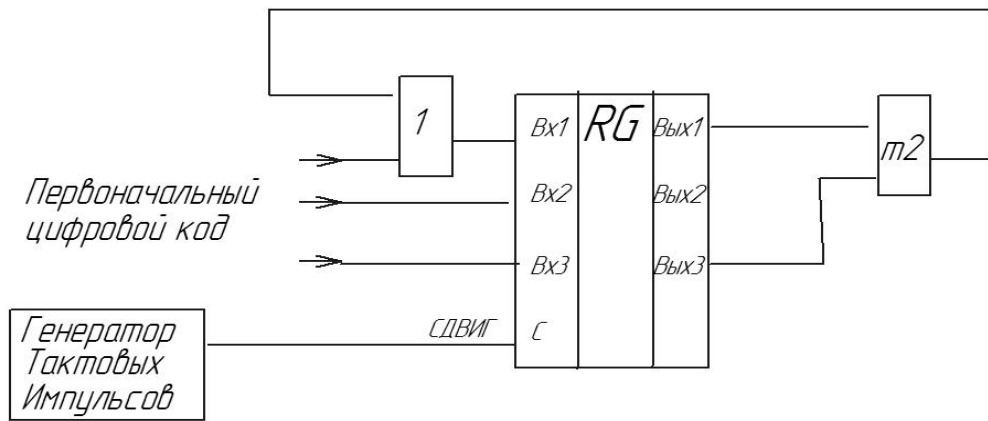 1
Вх1
RG
Вых1
m2
Первоначальный
цифровой код
Вх2
Вых2
Вх3
Вых3
Генератор
Тактовых
Импульсов
СДВИГ
С